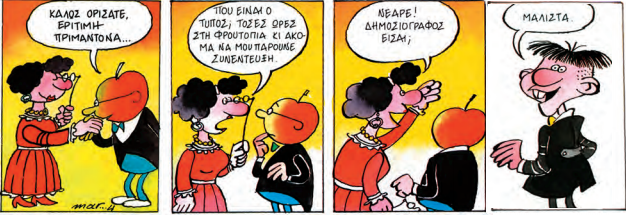 ΚΑΛΩΣ ΟΡΙΣΑΤΕ,
ΕΡΙΤΙΜΗ
ΠΡΙΜΑΝΤΟΝΑ...
ΠΟΥ ΕΙΝΑΙ Ο
ΤΥΠΟΣ; ΤΟΣΕΣ ΩΡΕΣ
ΣΤΗ ΦΡΟΥΤΟΠΙΑ ΚΙ ΑΚΟ-
ΜΑ ΝΑ ΜΟΥ ΠΑΡΟΥΝΕ
ΣΥΝΕΝΤΕΥΞΗ.
ΝΕΑΡΕ!
ΔΗΜΟΣΙΟΓΡΑΦΟΣ
ΕΙΣΑΙ;
ΜΑΛΙΣΤΑ.